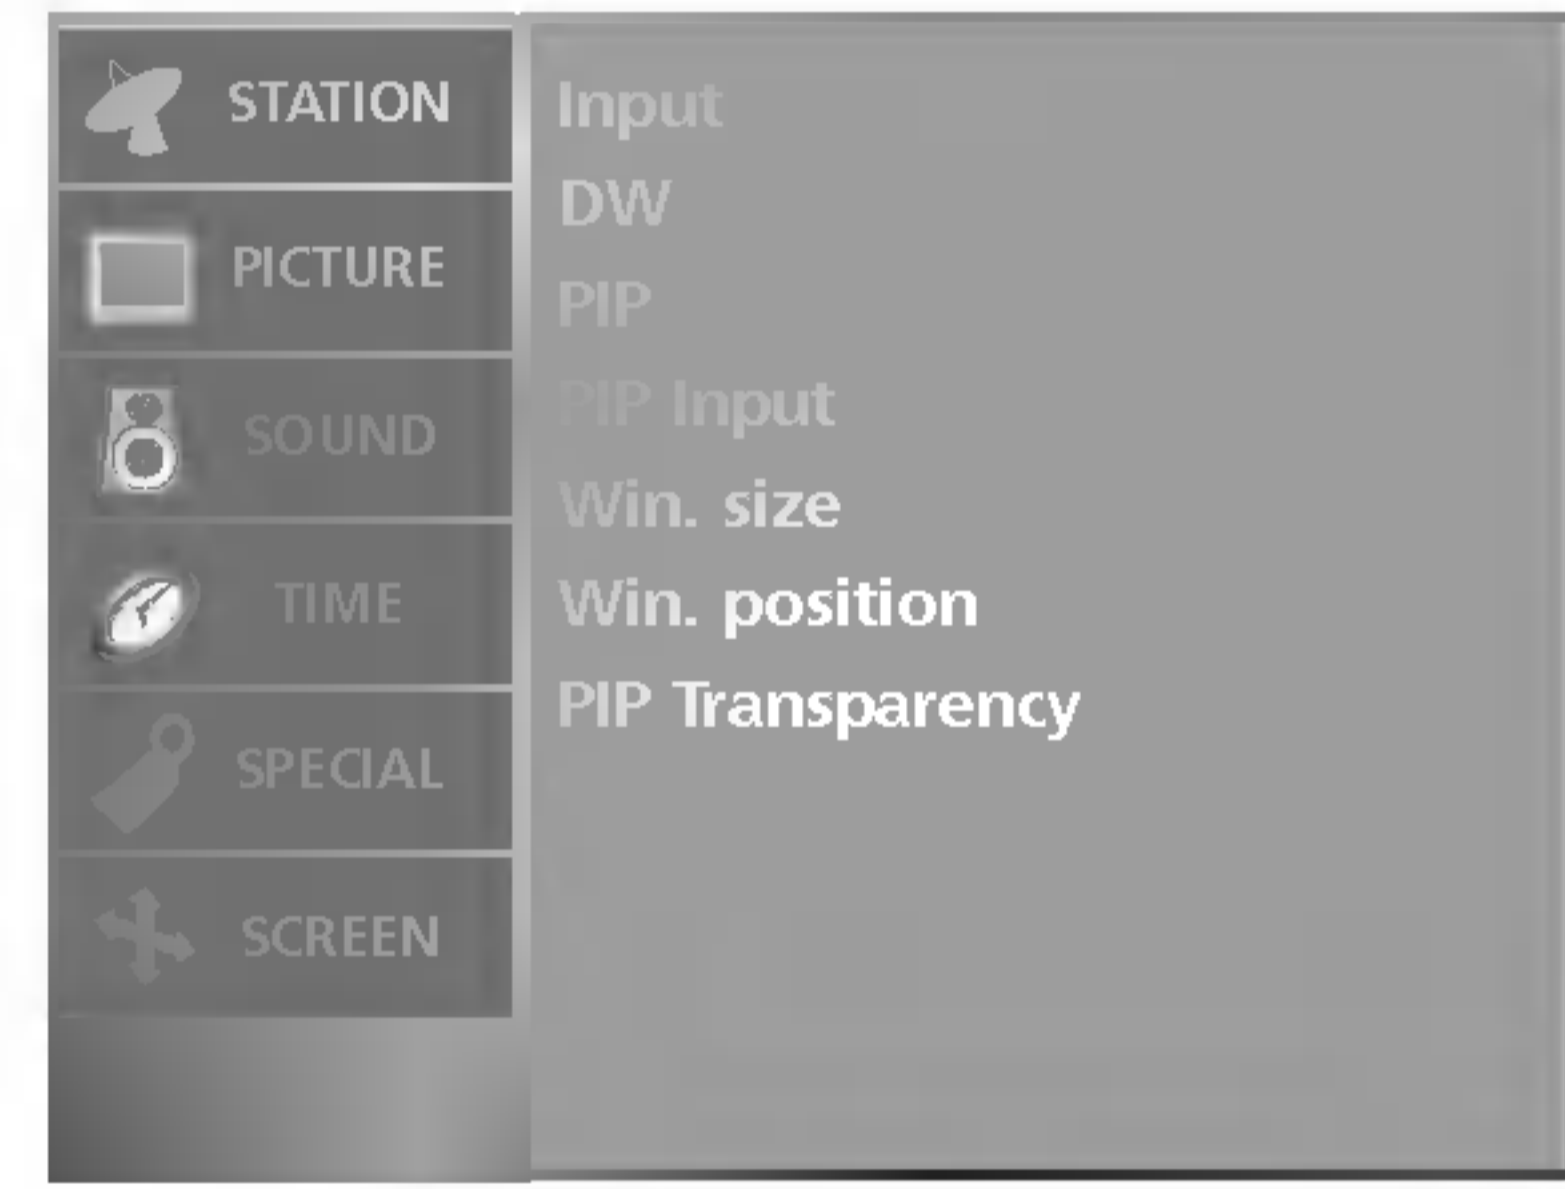 STATION
PICTURE
SOUND
TIME
SPECIAL
SCREEN
Input
DW
PIP
PIP Input
Win. size
Win. position
PIP Transparency